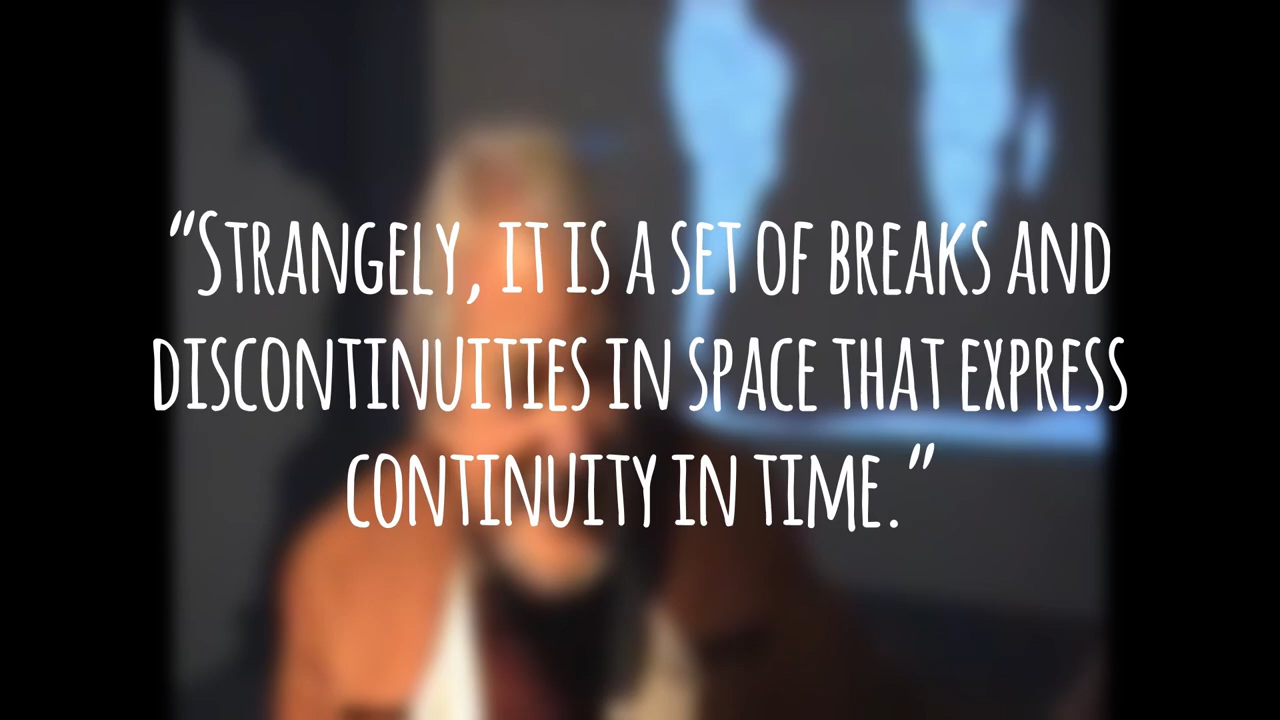 “Strangely, it is a set of breaks and
discontinuities in space that express
continuity in time.”